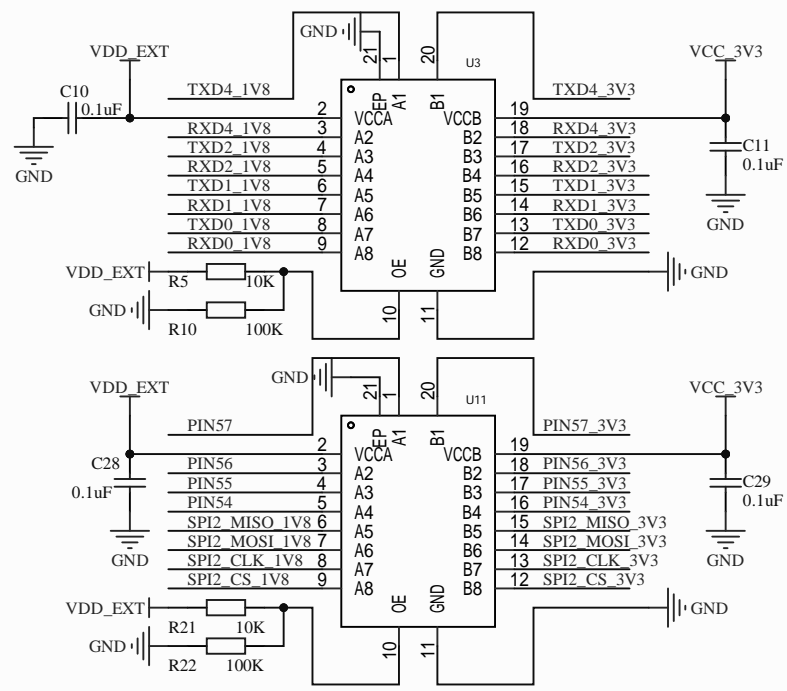 GND
21
1
20
U3
VDD_EXT
VCC_3V3
C10
0.1uF
TXD4_1V8
EP
A1
B1
TXD4_3V3
2
VCCA
VCCB
19
RXD4_1V8
3
A2
B2
18
RXD4_3V3
TXD2_1V8
4
A3
B3
17
TXD2_3V3
C11
0.1uF
RXD2_1V8
5
A4
B4
16
RXD2_3V3
GND
TXD1_1V8
6
A5
B5
15
TXD1_3V3
RXD1_1V8
7
A6
B6
14
RXD1_3V3
GND
TXD0_1V8
8
A7
B7
13
TXD0_3V3
RXD0_1V8
9
A8
B8
12
RXD0_3V3
OE
GND
VDD_EXT
R5
10K
GND
GND
R10
100K
10
11
GND
21
1
20
U11
VDD_EXT
VCC_3V3
PIN57
EP
A1
B1
PIN57_3V3
2
VCCA
VCCB
19
C28
0.1uF
PIN56
3
A2
B2
18
PIN56_3V3
PIN55
4
A3
B3
17
PIN55_3V3
C29
0.1uF
PIN54
5
A4
B4
16
PIN54_3V3
SPI2_MISO_1V8
6
A5
B5
15
SPI2_MISO_3V3
SPI2_MOSI_1V8
7
A6
B6
14
SPI2_MOSI_3V3
GND
GND
SPI2_CLK_1V8
8
A7
B7
13
SPI2_CLK_3V3
SPI2_CS_1V8
9
A8
B8
12
SPI2_CS_3V3
OE
GND
VDD_EXT
R21
10K
GND
GND
R22
100K
10
11